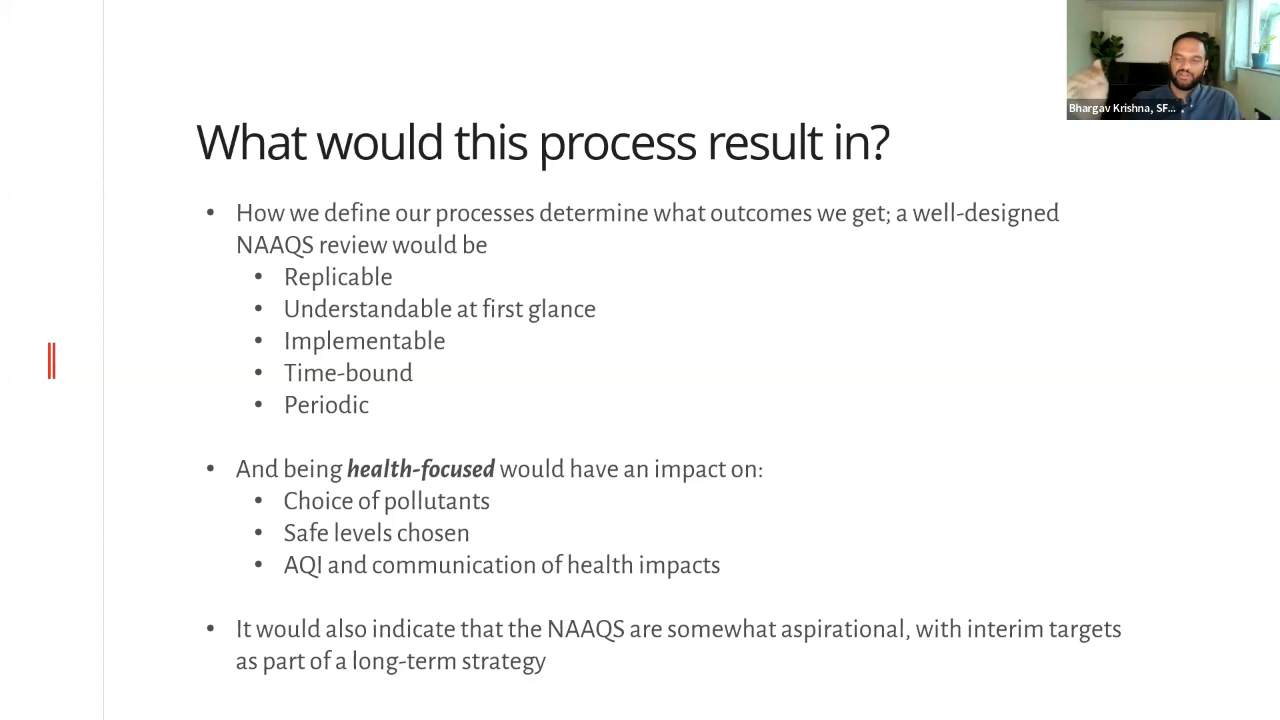 Bhargav Krishna, SF...
What would this process result in?
• How we define our processes determine what outcomes we get; a well-designed
NAAQS review would be
• Replicable
• Understandable at first glance
• Implementable
• Time-bound
• Periodic
• And being health-focused would have an impact on:
• Choice of pollutants
• Safe levels chosen
• AQI and communication of health impacts
• It would also indicate that the NAAQS are somewhat aspirational, with interim targets
as part of a long-term strategy